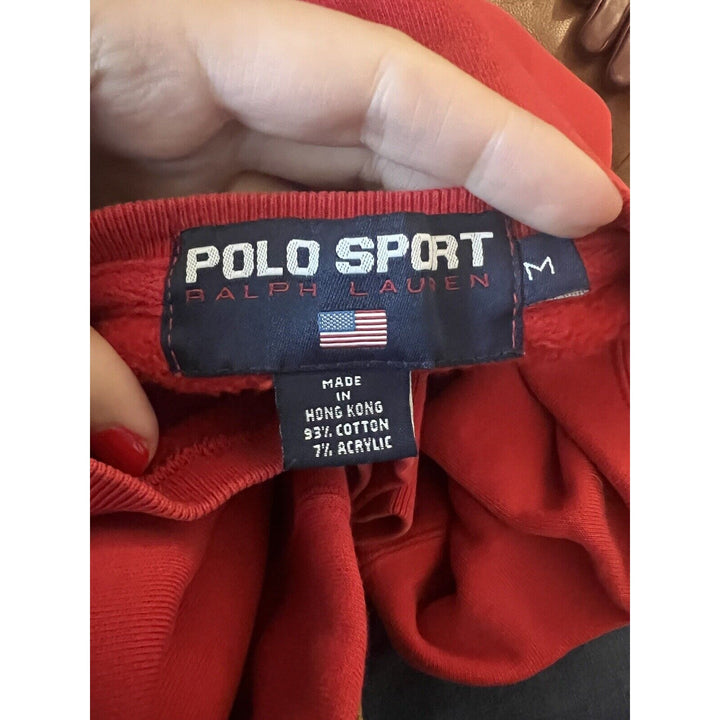 POLO SPORT
RALPH LAUREN
M
MADE
IN
HONG KONG
93% COTTON
7% ACRYLIC